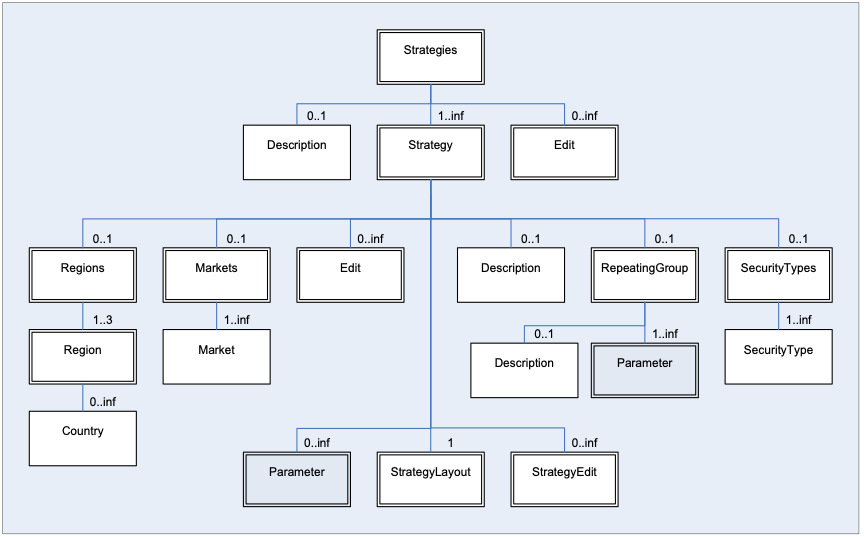 Strategies
0..1
1..inf
0..inf
Description
Strategy
Edit
0..1
0..1
0..inf
0..1
0..1
0..1
Regions
Markets
Edit
Description
RepeatingGroup
SecurityTypes
1..3
1..inf
0..1
1..inf
1..inf
Region
Market
Description
Parameter
SecurityType
0..inf
Country
0..inf
1
0..inf
Parameter
StrategyLayout
StrategyEdit